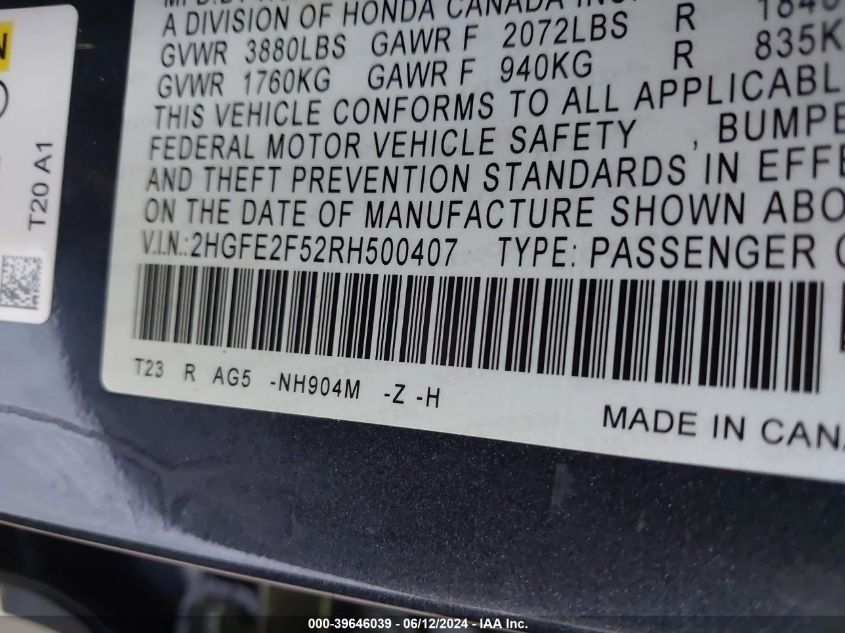 A DIVISION OF HONDA CANADA INC.
GVWR 3880LBS GAWR F 2072LBS R
GVWR 1760KG GAWR F 940KG R 835K
THIS VEHICLE CONFORMS TO ALL APPLICABL
FEDERAL MOTOR VEHICLE SAFETY , BUMPE
AND THEFT PREVENTION STANDARDS IN EFFE
ON THE DATE OF MANUFACTURE SHOWN ABO
V.I.N.:2HGFE2F52RH500407 TYPE: PASSENGER
T23 R AG5 -NH904M -Z -H
MADE IN CANA
T20 A1
000-39646039 - 06/12/2024 - IAA Inc.